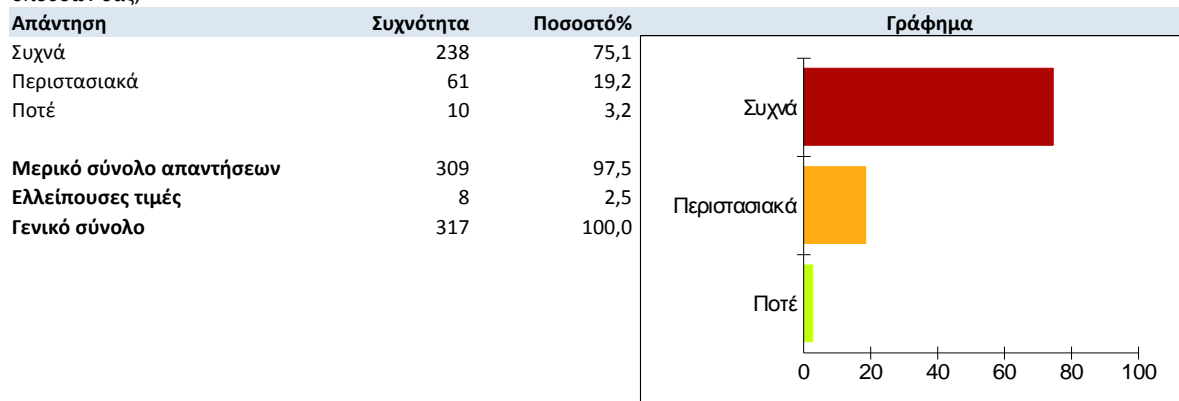 Απάντηση Συχνότητα Ποσοστό% Γράφημα
Συχνά 238 75,1
Περιστασιακά 61 19,2
Ποτέ 10 3,2
Μερικό σύνολο απαντήσεων 309 97,5
Ελλείπουσες τιμές 8 2,5
Γενικό σύνολο 317 100,0
Συχνά
Περιστασιακά
Ποτέ
0 20 40 60 80 100